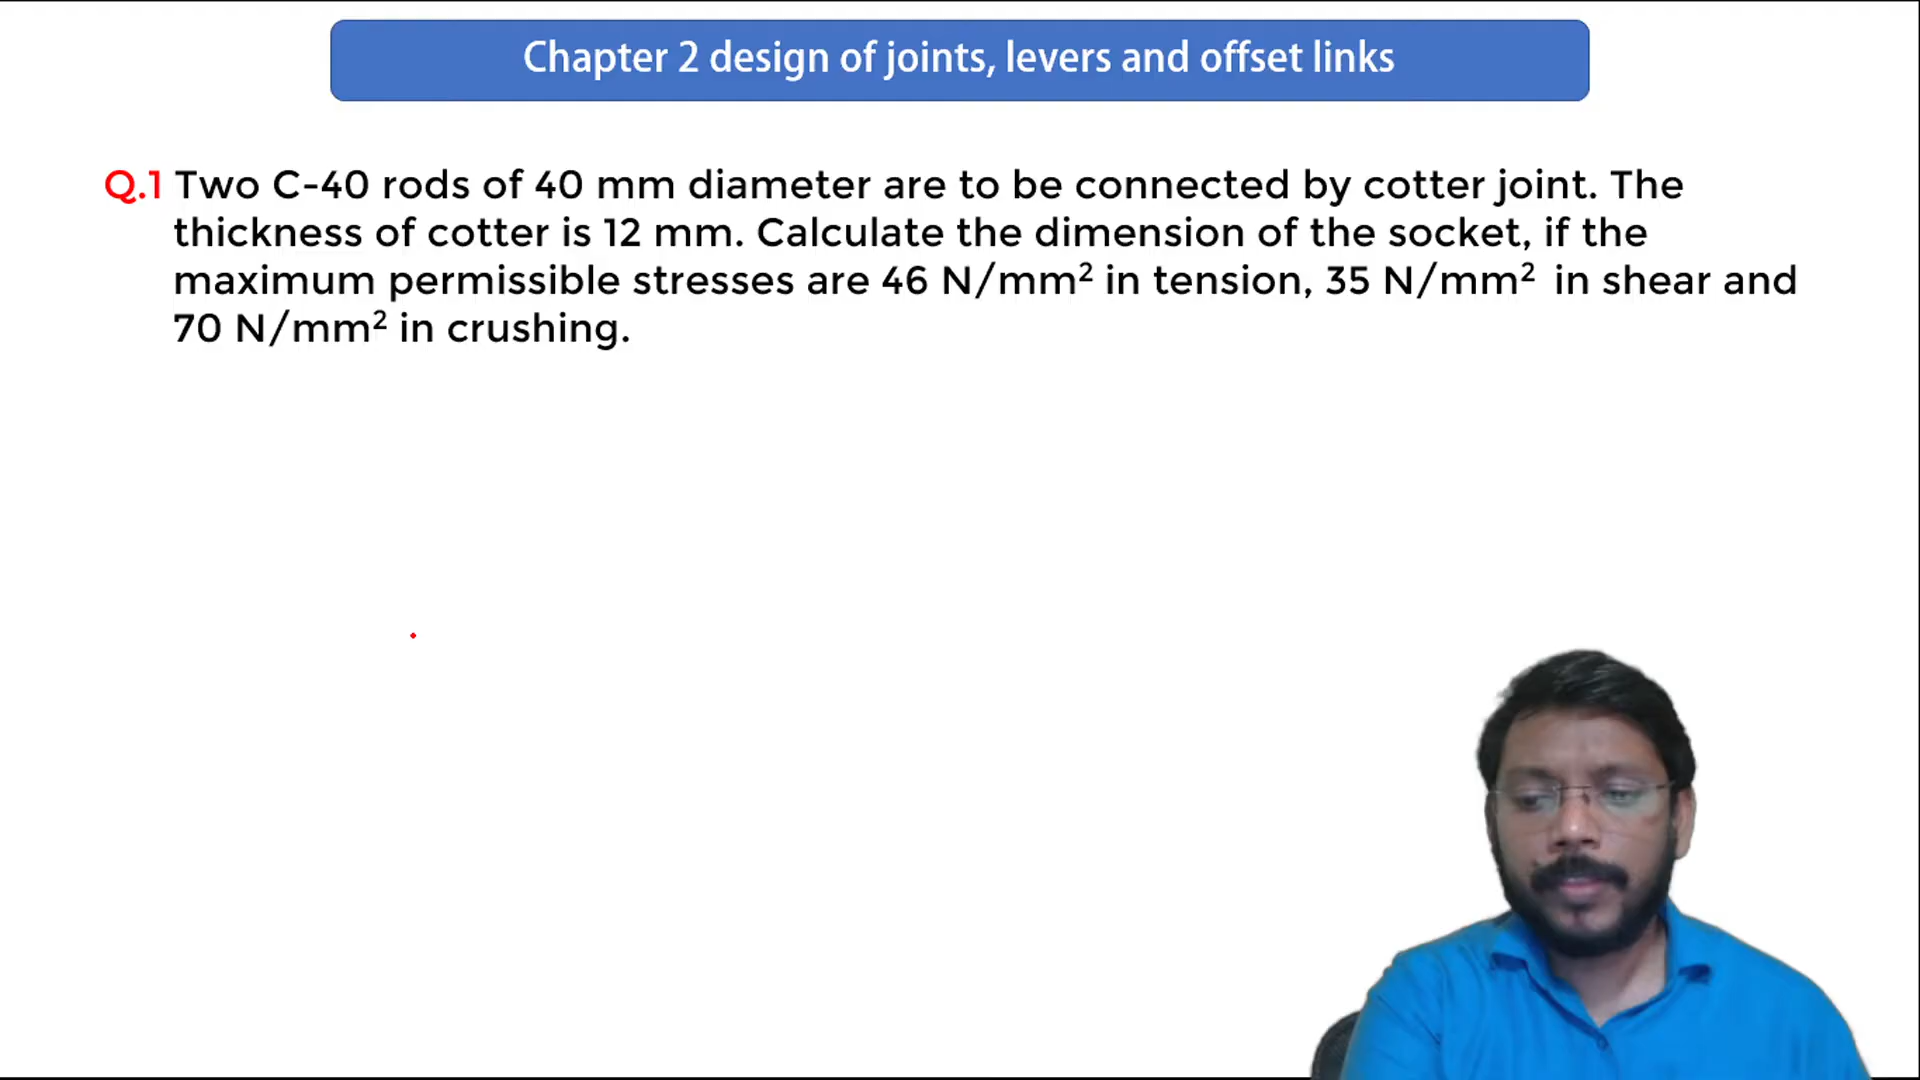 Chapter 2 design of joints, levers and offset links
Q.1 Two C-40 rods of 40 mm diameter are to be connected by cotter joint. The
thickness of cotter is 12 mm. Calculate the dimension of the socket, if the
maximum permissible stresses are 46 N/mm² in tension, 35 N/mm² in shear and
70 N/mm² in crushing.